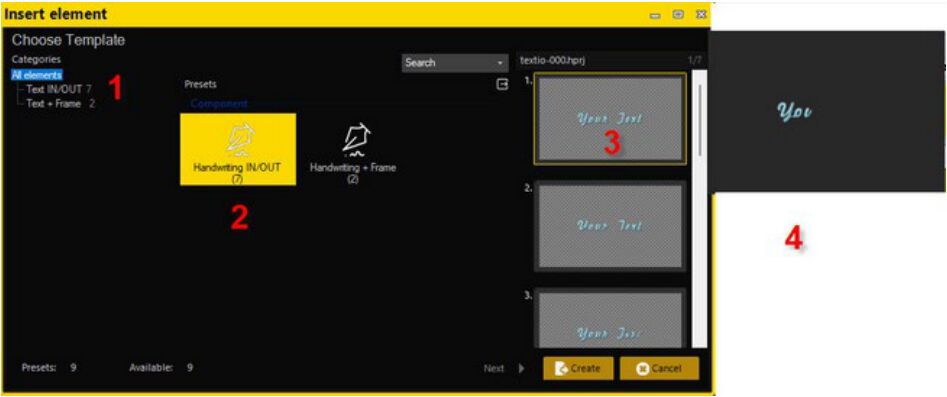 Insert element
Choose Template
Categories
All elements
Text IN/OUT 7
Text + Frame 2
1
Search
Presets
Component
Handwriting IN/OUT
(7)
Handwriting + Frame
(2)
2
textio-000.hprj 1/7
1.
Your Text
3
2.
Your Text
3.
Your Text
You
4
Presets: 9 Available: 9
Next
Create
Cancel